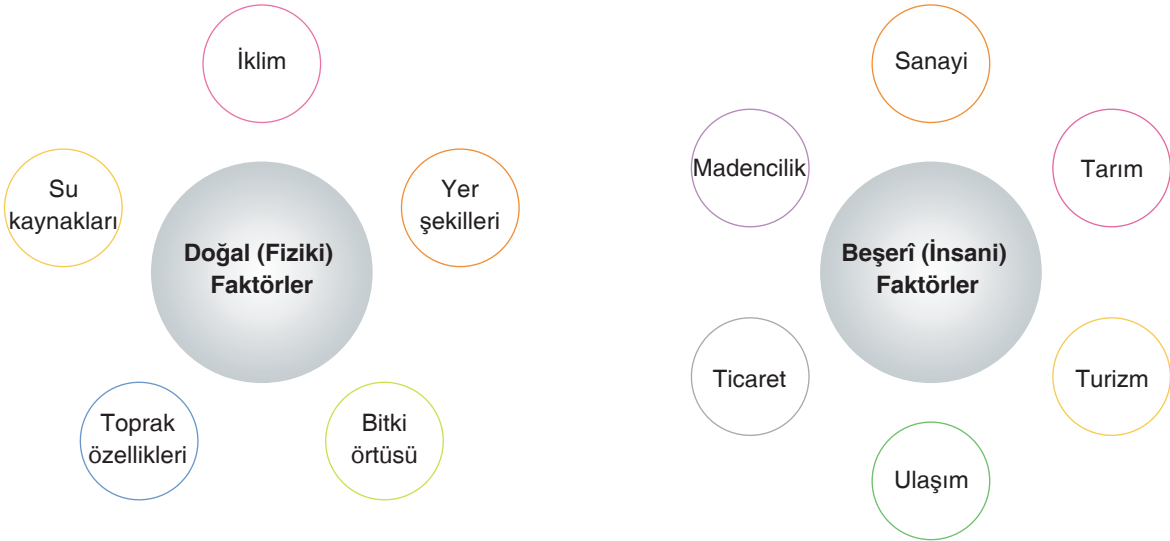 İklim
Su
kaynakları
Yer
şekilleri
Doğal (Fiziki)
Faktörler
Toprak
özellikleri
Bitki
örtüsü
Sanayi
Madencilik
Tarım
Beşerî (İnsani)
Faktörler
Ticaret
Turizm
Ulaşım